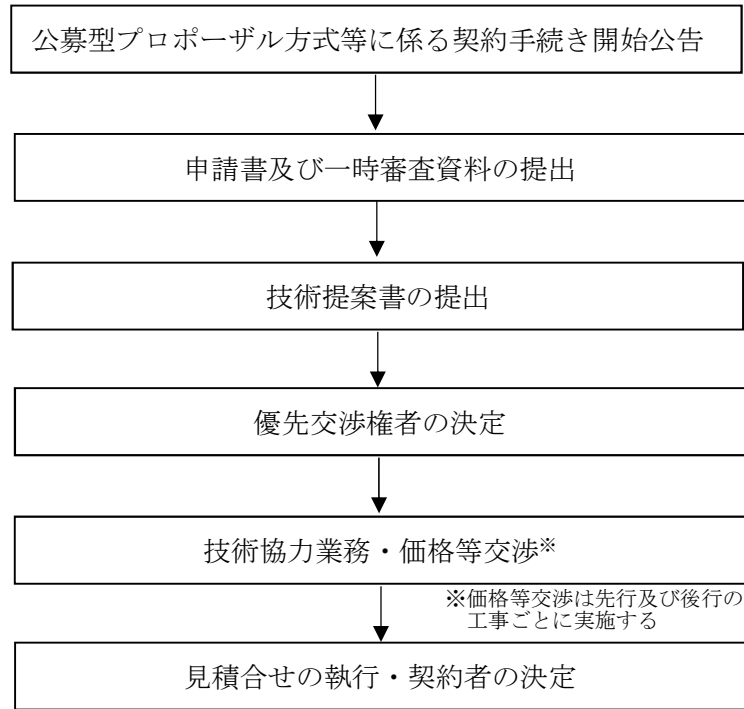 公募型プロポーザル方式等に係る契約手続き開始公告
申請書及び一時審査資料の提出
技術提案書の提出
優先交渉権者の決定
技術協力業務・価格等交渉※
※価格等交渉は先行及び後行の
工事ごとに実施する
見積合せの執行・契約者の決定